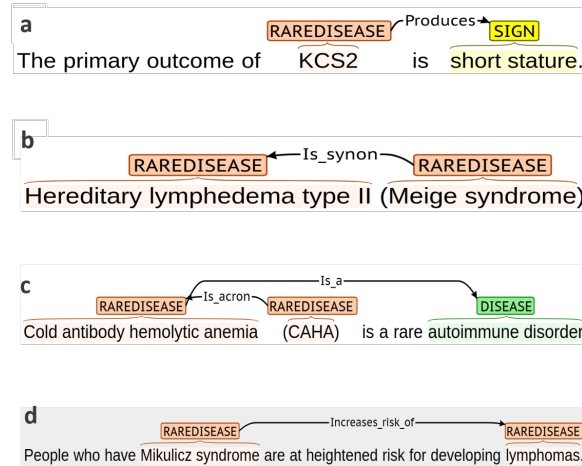 a
RAREDISEASE Produces SIGN
The primary outcome of KCS2 is short stature.
b
RAREDISEASE Is_synon RAREDISEASE
Hereditary lymphedema type II (Meige syndrome)
c
Is_a
RAREDISEASE Is_acron RAREDISEASE DISEASE
Cold antibody hemolytic anemia (CAHA) is a rare autoimmune disorder
d
RAREDISEASE Increases_risk_of RAREDISEASE
People who have Mikulicz syndrome are at heightened risk for developing lymphomas.